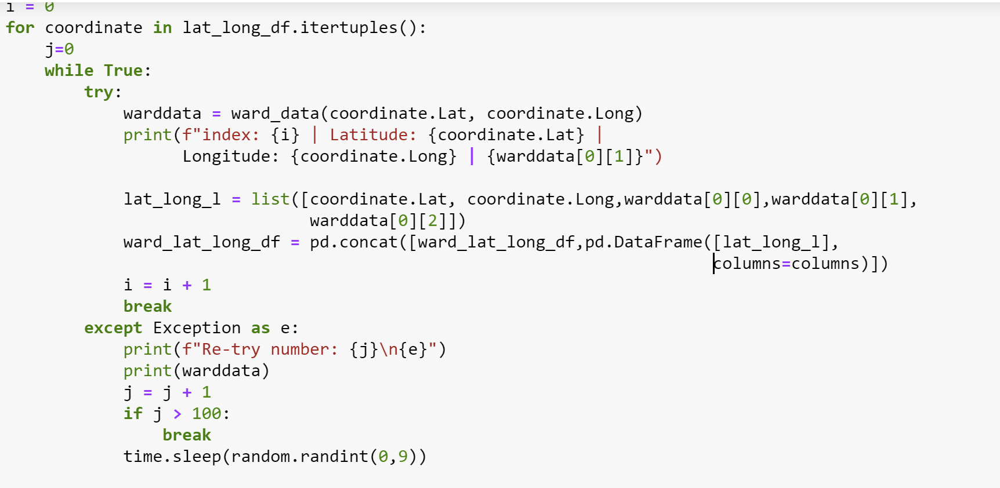 i = 0
for coordinate in lat_long_df.itertuples():
    j=0
    while True:
        try:
            warddata = ward_data(coordinate.Lat, coordinate.Long)
            print(f"index: {i} | Latitude: {coordinate.Lat} |
                  Longitude: {coordinate.Long} | {warddata[0][1]}")

            lat_long_l = list([coordinate.Lat, coordinate.Long,warddata[0][0],warddata[0][1],
                               warddata[0][2]])
            ward_lat_long_df = pd.concat([ward_lat_long_df,pd.DataFrame([lat_long_l],
                                                                        columns=columns)])
            i = i + 1
            break
        except Exception as e:
            print(f"Re-try number: {j}\n{e}")
            print(warddata)
            j = j + 1
            if j > 100:
                break
            time.sleep(random.randint(0,9))